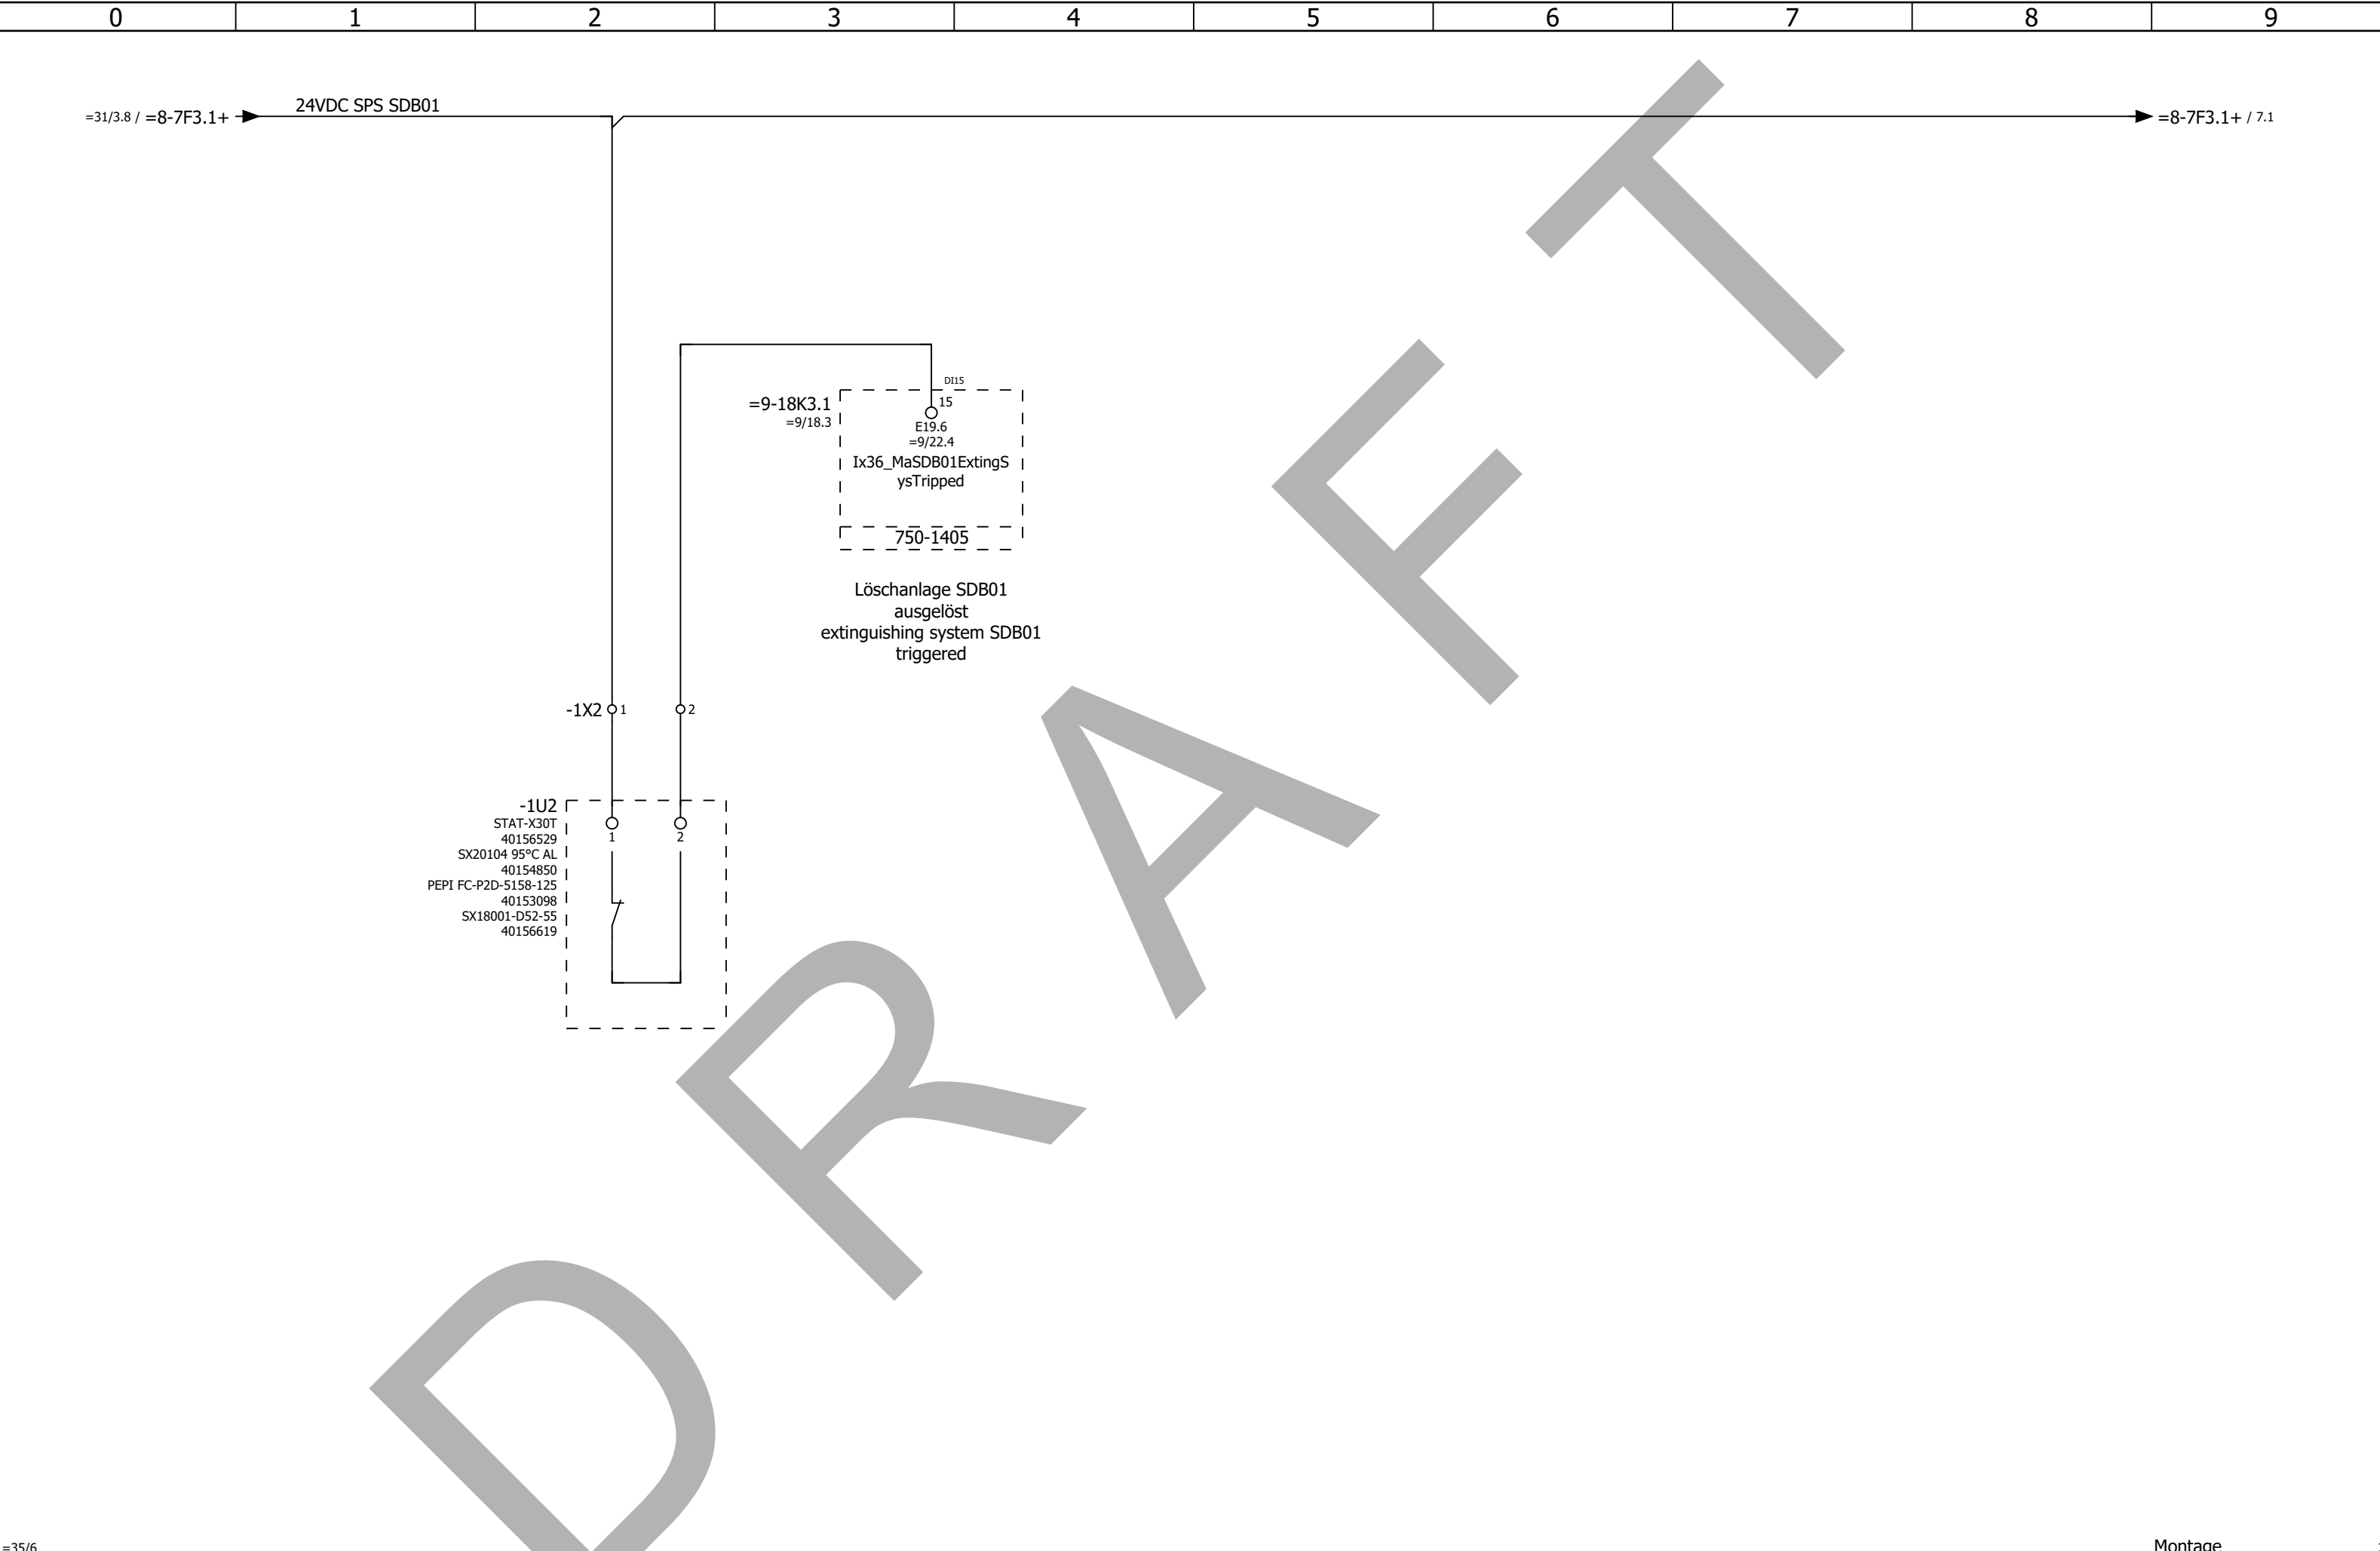 0 1 2 3 4 5 6 7 8 9
24VDC SPS SDB01
=31/3.8 / =8-7F3.1+
=8-7F3.1+ / 7.1
DI15
=9-18K3.1
=9/18.3
15
E19.6
=9/22.4
Ix36_MaSDB01ExtingS
ysTripped
750-1405
Löschanlage SDB01
ausgelöst
extinguishing system SDB01
triggered
-1X2 1 2
-1U2
STAT-X30T
40156529
SX20104 95°C AL
40154850
PEPI FC-P2D-5158-125
40153098
SX18001-D52-55
40156619
1 2
DRAFT
=35/6
Montage